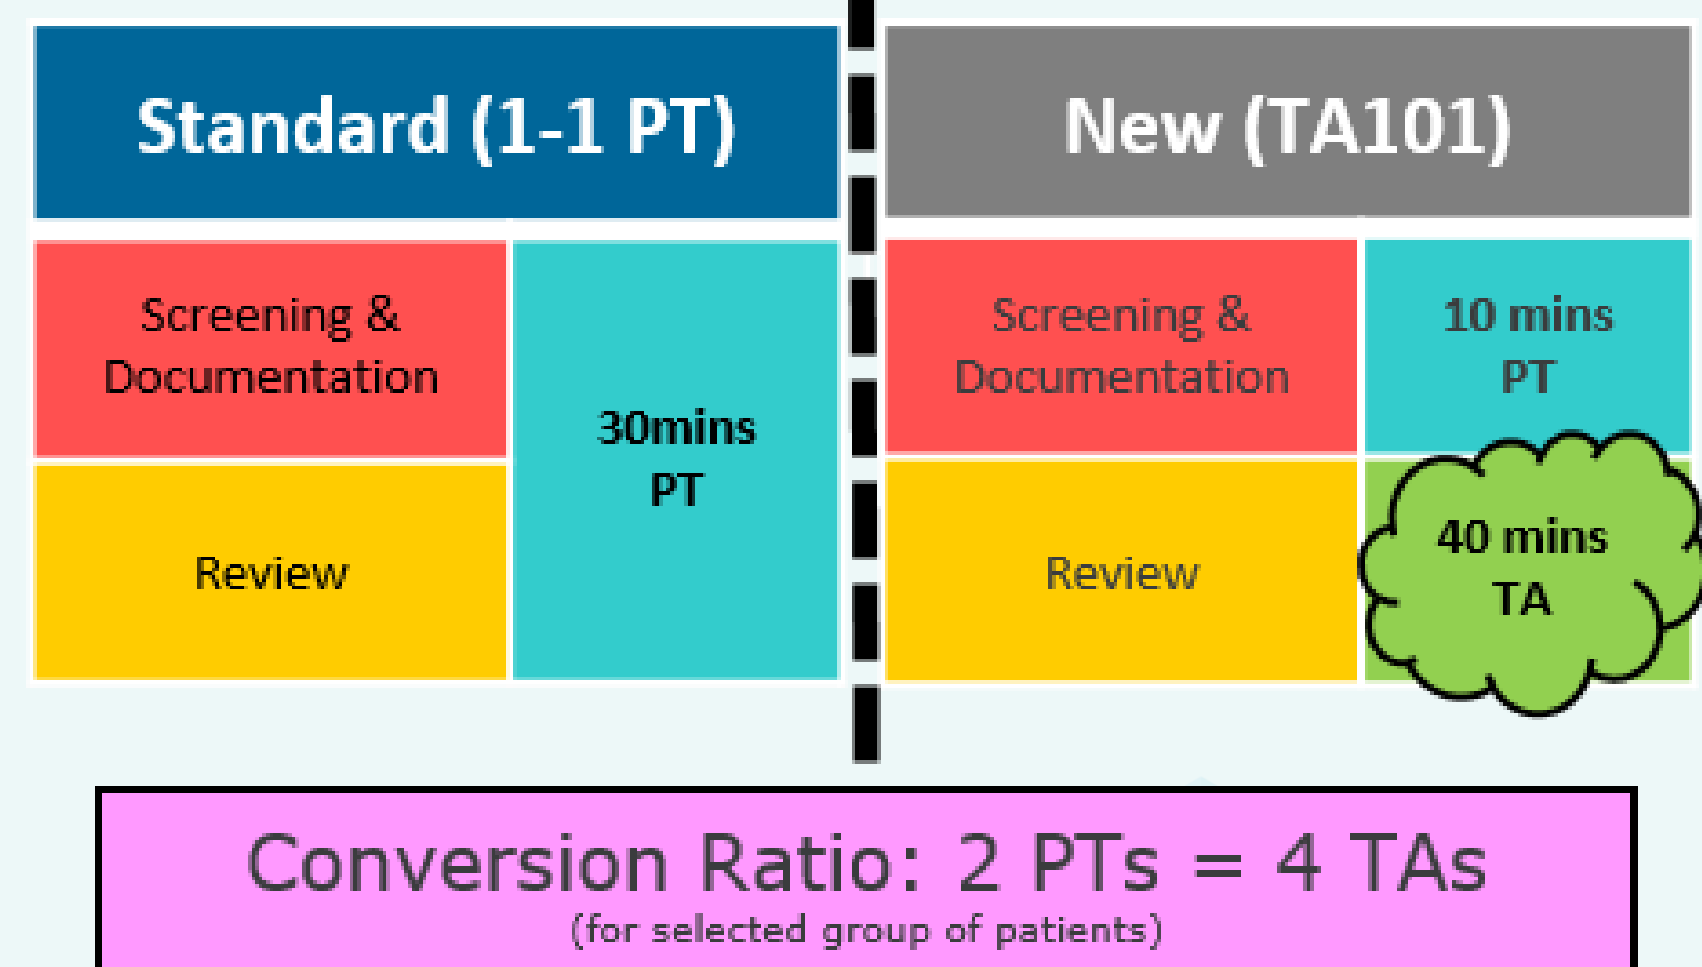 Standard (1-1 PT)
Screening &
Documentation
30mins
PT
Review
New (TA101)
Screening &
Documentation
10 mins
PT
Review
40 mins
TA
Conversion Ratio: 2 PTs = 4 TAs
(for selected group of patients)